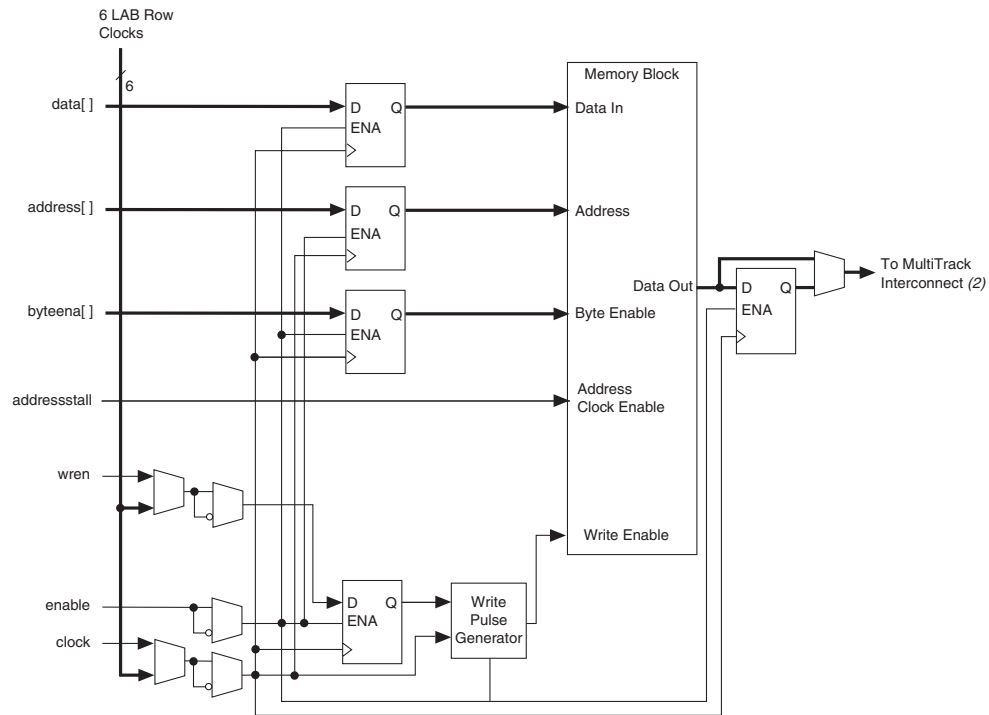 6 LAB Row
Clocks
6
data[ ]
D Q
ENA
Memory Block
Data In
address[ ]
D Q
ENA
Address
To MultiTrack
Interconnect (2)
Data Out
D Q
ENA
byteena[ ]
D Q
ENA
Byte Enable
addressstall
Address
Clock Enable
wren
Write Enable
enable
D Q
ENA
Write
Pulse
Generator
clock